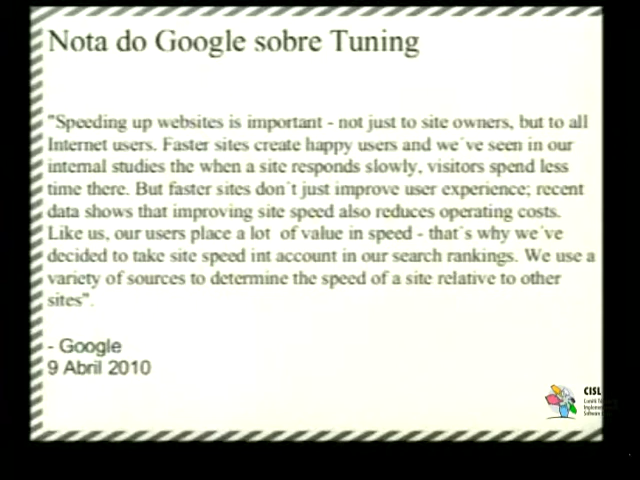 Nota do Google sobre Tuning
"Speeding up websites is important - not just to site owners, but to all
Internet users. Faster sites create happy users and we´ve seen in our
internal studies the when a site responds slowly, visitors spend less
time there. But faster sites don´t just improve user experience; recent
data shows that improving site speed also reduces operating costs.
Like us, our users place a lot of value in speed - that´s why we´ve
decided to take site speed int account in our search rankings. We use a
variety of sources to determine the speed of a site relative to other
sites".
- Google
9 Abril 2010
CISL